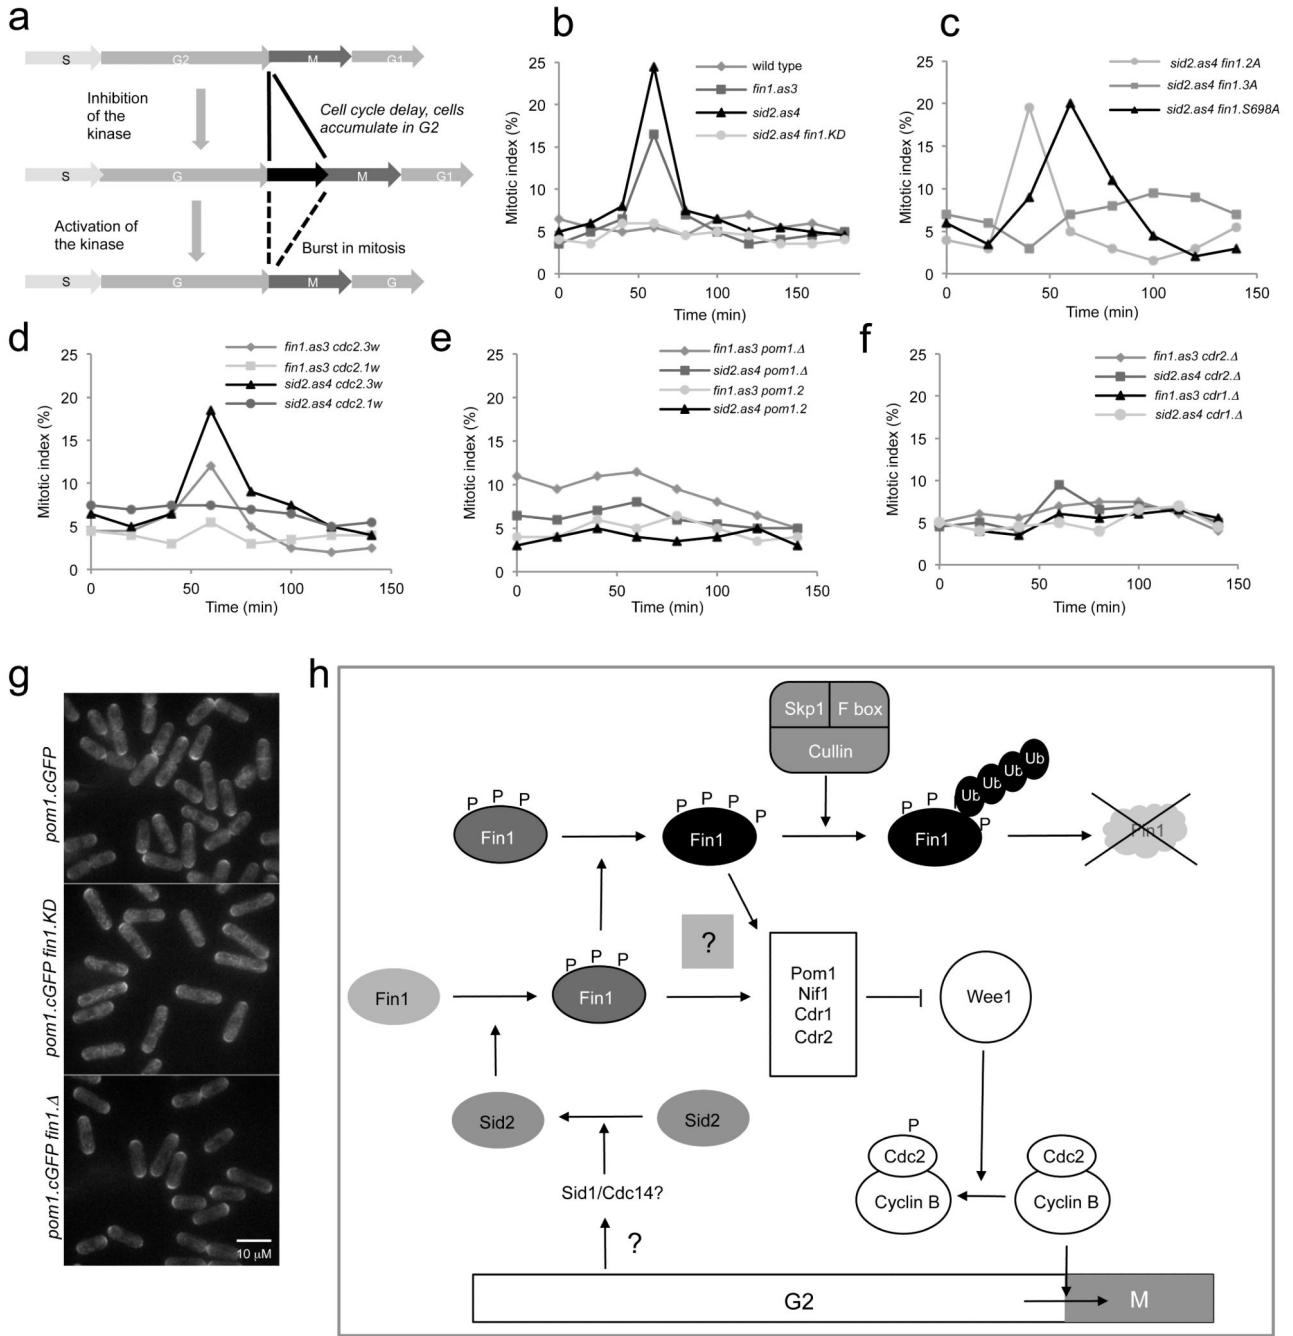 a
S
G2
M
G1
Inhibition
of the
kinase
Cell cycle delay, cells
accumulate in G2
S
G
M
G1
Activation of
the kinase
Burst in mitosis
S
G
M
G
b
Mitotic index (%)
25
20
15
10
5
0
0
50
100
150
Time (min)
wild type
fin1.as3
sid2.as4
sid2.as4 fin1.KD
c
Mitotic index (%)
25
20
15
10
5
0
0
50
100
150
Time (min)
sid2.as4 fin1.2A
sid2.as4 fin1.3A
sid2.as4 fin1.S698A
d
Mitotic index (%)
25
20
15
10
5
0
0
50
100
150
Time (min)
fin1.as3 cdc2.3w
fin1.as3 cdc2.1w
sid2.as4 cdc2.3w
sid2.as4 cdc2.1w
e
Mitotic index (%)
25
20
15
10
5
0
0
50
100
150
Time (min)
fin1.as3 pom1.Δ
sid2.as4 pom1.Δ
fin1.as3 pom1.2
sid2.as4 pom1.2
f
Mitotic index (%)
25
20
15
10
5
0
0
50
100
150
Time (min)
fin1.as3 cdr2.Δ
sid2.as4 cdr2.Δ
fin1.as3 cdr1.Δ
sid2.as4 cdr1.Δ
g
pom1.cGFP
pom1.cGFP fin1.KD
pom1.cGFP fin1.Δ
10 µM
h
Skp1
F box
Cullin
P P P
Fin1
P P P P
Fin1
P P P
Fin1
Ub Ub Ub Ub
Fin1
?
Fin1
P P P
Fin1
Pom1
Nif1
Cdr1
Cdr2
Wee1
Sid2
Sid2
Sid1/Cdc14?
?
P
Cdc2
Cyclin B
Cdc2
Cyclin B
G2
M